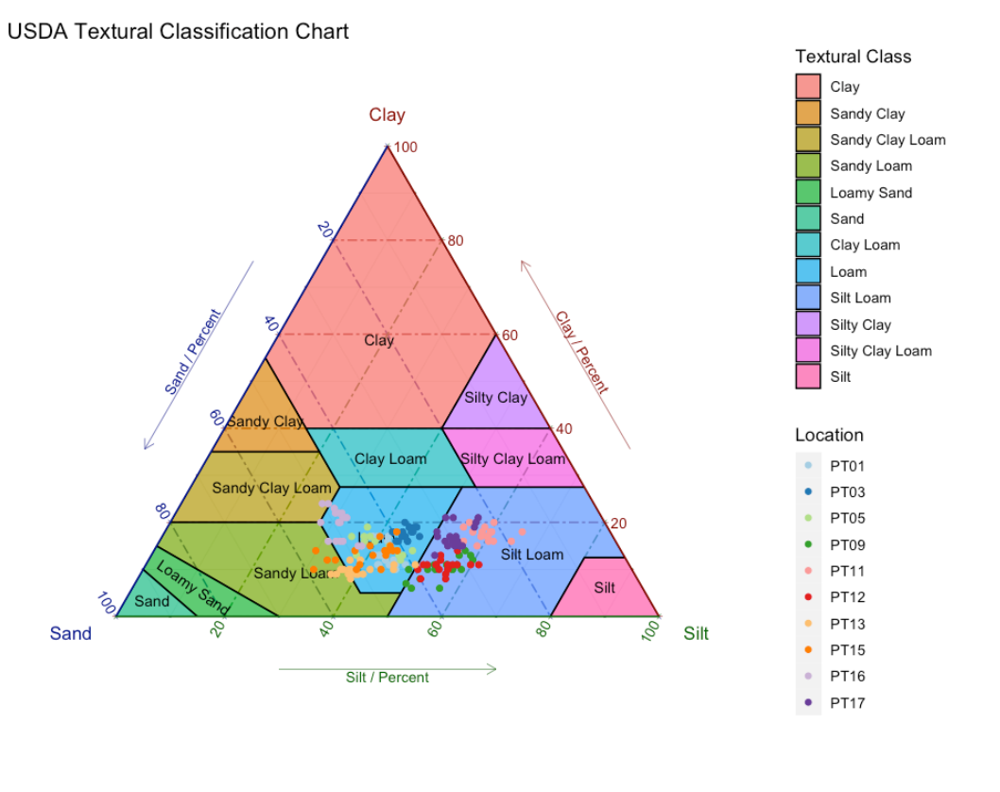 USDA Textural Classification Chart
Clay
100
20
80
40
60
Clay
Sand / Percent
Clay / Percent
Silty Clay
60
Sandy Clay
40
Clay Loam
Silty Clay Loam
Sandy Clay Loam
80
20
Silt Loam
Sandy Loam
Loamy Sand
Sand
Silt
100
20
40
60
80
100
Sand
Silt
Silt / Percent
Textural Class
Clay
Sandy Clay
Sandy Clay Loam
Sandy Loam
Loamy Sand
Sand
Clay Loam
Loam
Silt Loam
Silty Clay
Silty Clay Loam
Silt
Location
PT01
PT03
PT05
PT09
PT11
PT12
PT13
PT15
PT16
PT17